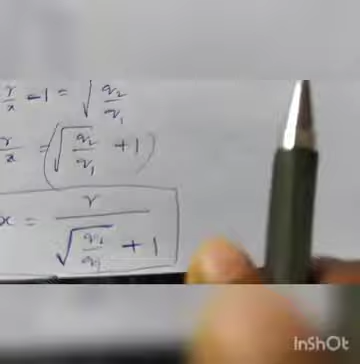 r/x - 1 = √(q₂/q₁)
r/x = (√(q₂/q₁) + 1)
x = r/(√(q₂/q₁) + 1)
InShOt